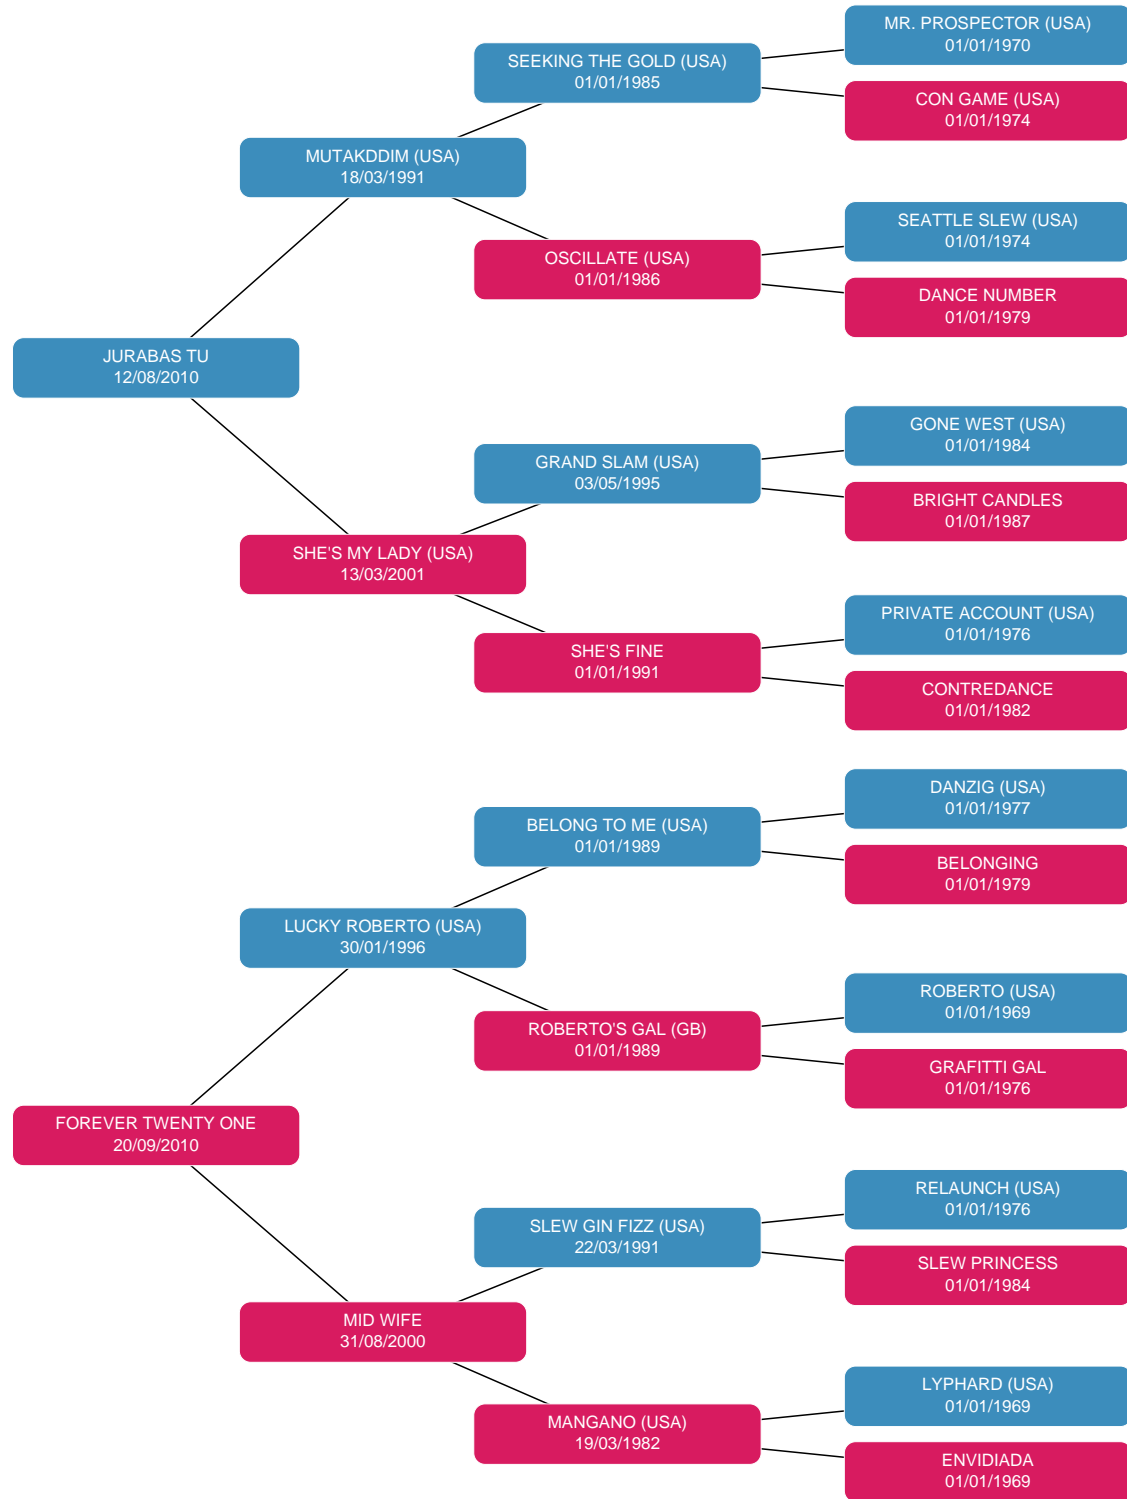 MR. PROSPECTOR (USA)
01/01/1970
SEEKING THE GOLD (USA)
01/01/1985
CON GAME (USA)
01/01/1974
MUTAKDDIM (USA)
18/03/1991
SEATTLE SLEW (USA)
01/01/1974
OSCILLATE (USA)
01/01/1986
DANCE NUMBER
01/01/1979
JURABAS TU
12/08/2010
GONE WEST (USA)
01/01/1984
GRAND SLAM (USA)
03/05/1995
BRIGHT CANDLES
01/01/1987
SHE'S MY LADY (USA)
13/03/2001
PRIVATE ACCOUNT (USA)
01/01/1976
SHE'S FINE
01/01/1991
CONTREDANCE
01/01/1982
DANZIG (USA)
01/01/1977
BELONG TO ME (USA)
01/01/1989
BELONGING
01/01/1979
LUCKY ROBERTO (USA)
30/01/1996
ROBERTO (USA)
01/01/1969
ROBERTO'S GAL (GB)
01/01/1989
GRAFITTI GAL
01/01/1976
FOREVER TWENTY ONE
20/09/2010
RELAUNCH (USA)
01/01/1976
SLEW GIN FIZZ (USA)
22/03/1991
SLEW PRINCESS
01/01/1984
MID WIFE
31/08/2000
LYPHARD (USA)
01/01/1969
MANGANO (USA)
19/03/1982
ENVIDIADA
01/01/1969